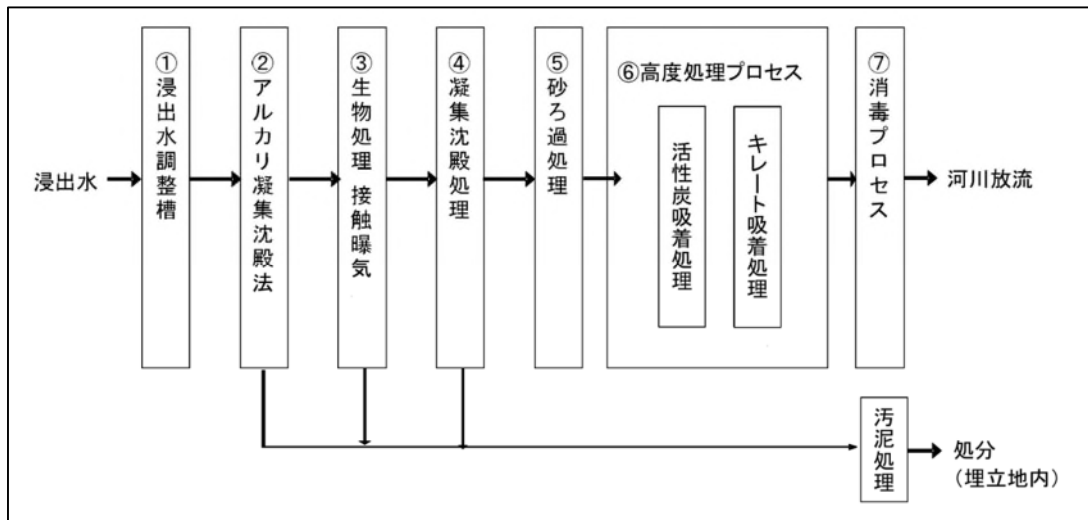 浸出水
①浸出水調整槽
②アルカリ凝集沈殿法
③生物処理 接触曝気
④凝集沈殿処理
⑤砂ろ過処理
⑥高度処理プロセス
活性炭吸着処理
キレート吸着処理
⑦消毒プロセス
河川放流
汚泥処理
処分
（埋立地内）